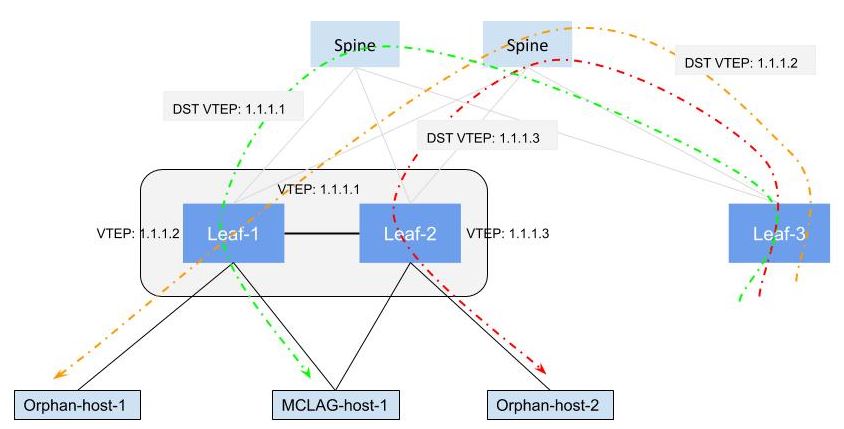 Spine
Spine
DST VTEP: 1.1.1.2
DST VTEP: 1.1.1.1
DST VTEP: 1.1.1.3
VTEP: 1.1.1.1
VTEP: 1.1.1.2
Leaf-1
Leaf-2
VTEP: 1.1.1.3
Leaf-3
Orphan-host-1
MCLAG-host-1
Orphan-host-2